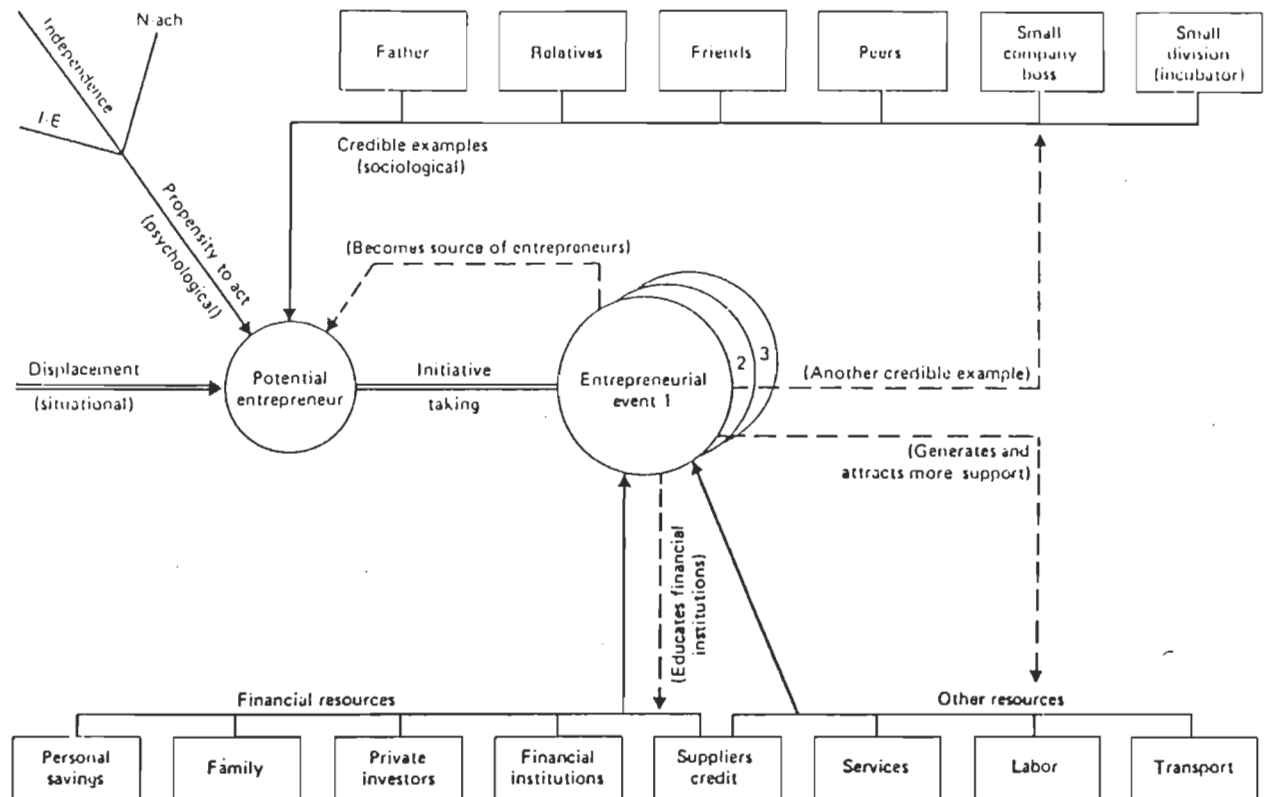 Independence
N-ach
I-E
Father
Relatives
Friends
Peers
Small
company
boss
Small
division
(incubator)
Credible examples
(sociological)
Propensity to act
(psychological)
(Becomes source of entrepreneurs)
Displacement
(situational)
Potential
entrepreneur
Initiative
taking
Entrepreneurial
event 1
2
3
(Another credible example)
(Generates and
attracts more support)
(Educates financial
institutions)
Financial resources
Other resources
Personal
savings
Family
Private
investors
Financial
institutions
Suppliers
credit
Services
Labor
Transport